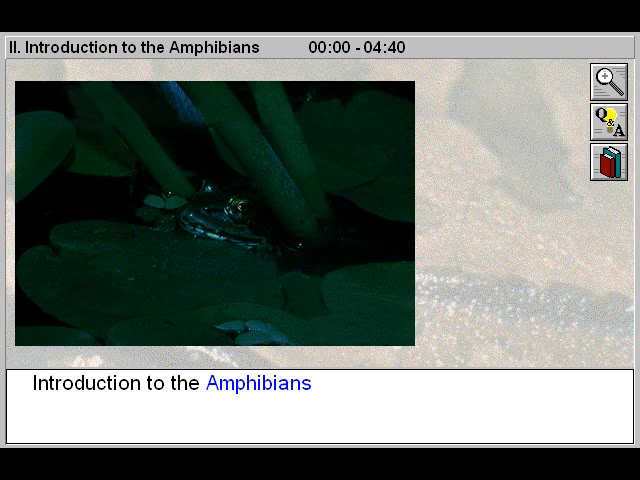 II. Introduction to the Amphibians 00:00 - 04:40
Q
&
A
Introduction to the Amphibians